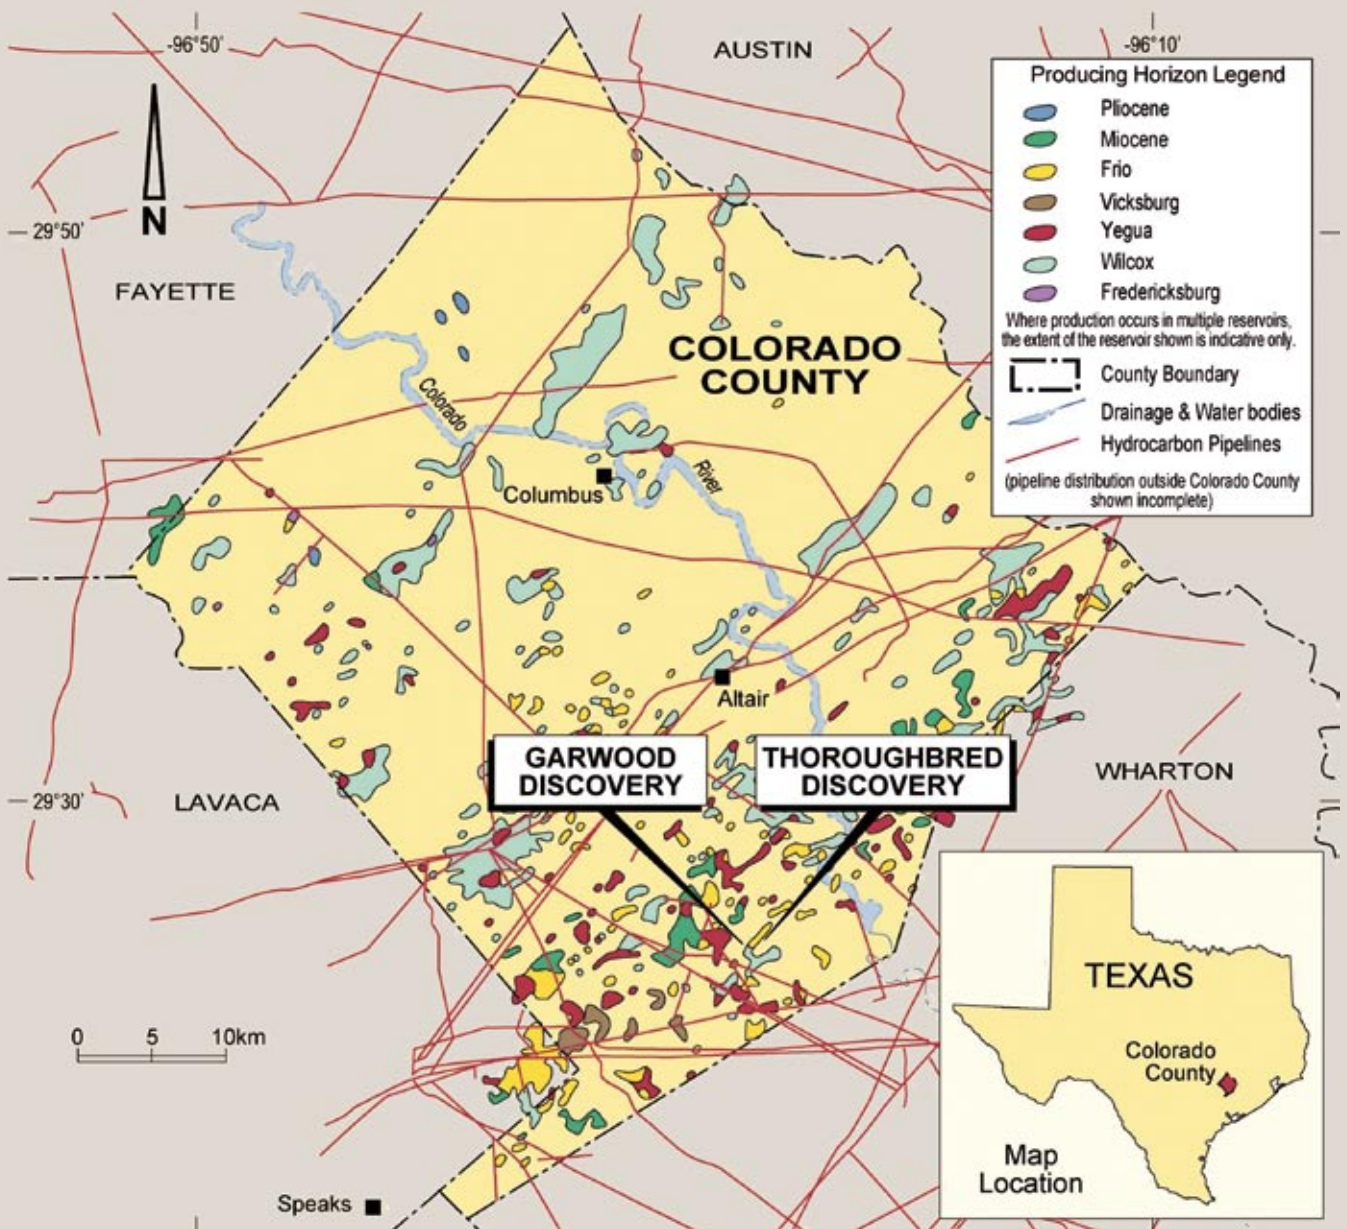 -96°50'
AUSTIN
-96°10'
Producing Horizon Legend
Pliocene
Miocene
Frio
Vicksburg
Yegua
Wilcox
Fredericksburg
Where production occurs in multiple reservoirs,
the extent of the reservoir shown is indicative only.
County Boundary
Drainage & Water bodies
Hydrocarbon Pipelines
(pipeline distribution outside Colorado County
shown incomplete)
N
29°50'
FAYETTE
COLORADO
COUNTY
Colorado
River
Columbus
Altair
GARWOOD
DISCOVERY
THOROUGHBRED
DISCOVERY
WHARTON
29°30'
LAVACA
0 5 10km
TEXAS
Colorado
County
Map
Location
Speaks